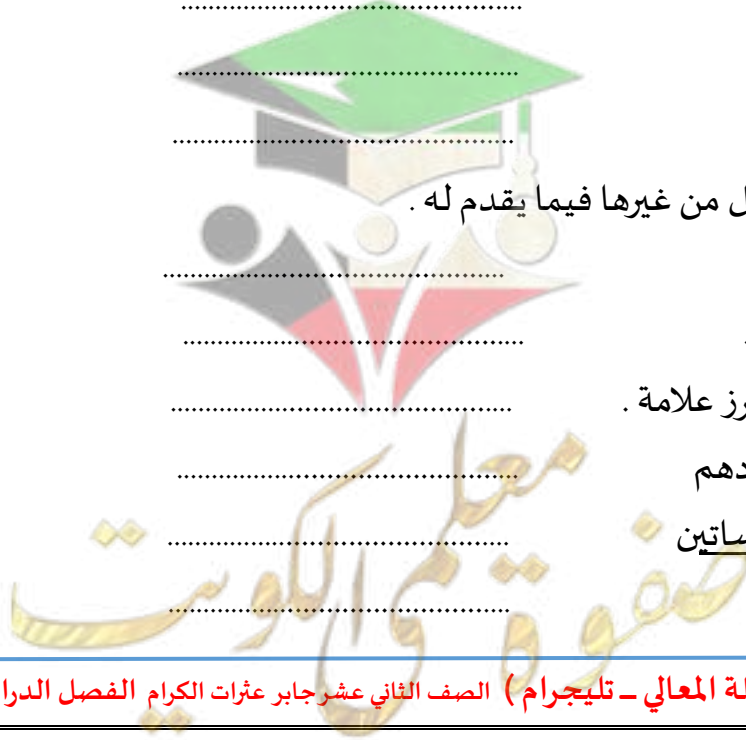 ..................................................
..................................................
..................................................
ل من غيرها فيما يقدم له .
..................................................
. ..................................................
رز علامة . ..................................................
دهم ..................................................
ساتين ..................................................
..................................................
صفوة معلمي الكويت
لة المعالي – تليجرام ) الصف الثاني عشر جابر عثرات الكرام الفصل الدرا